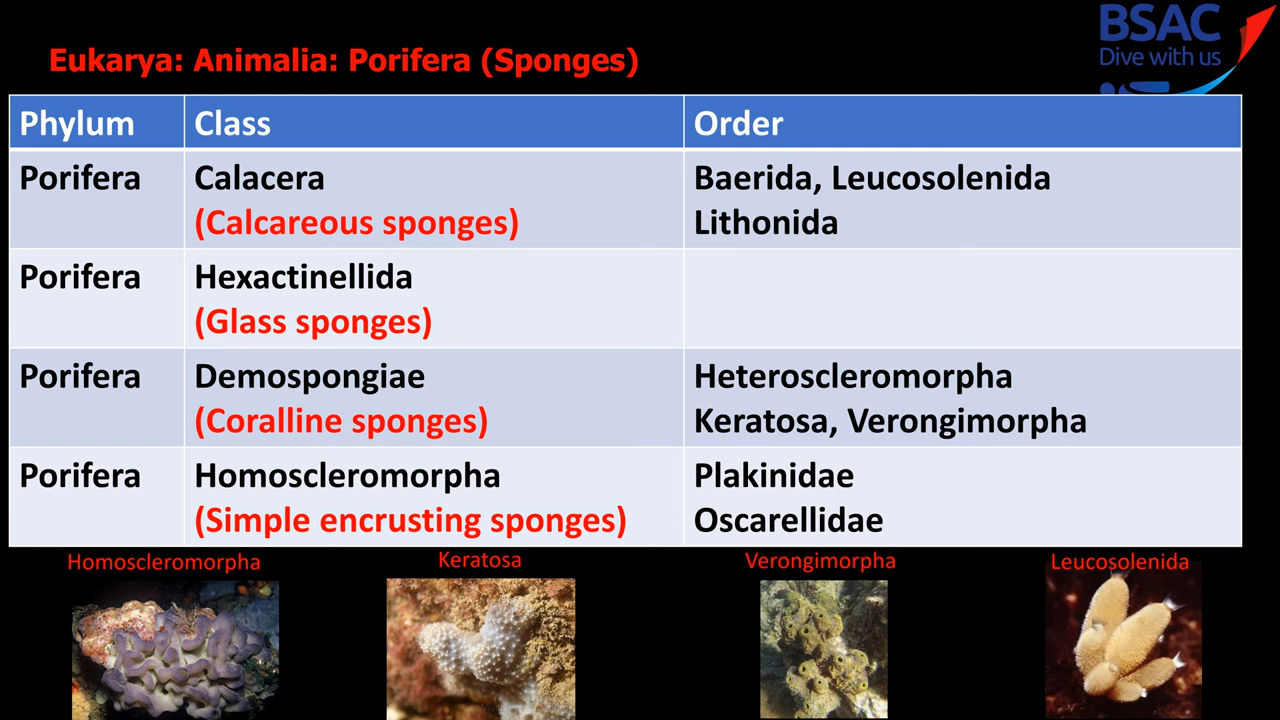 BSAC
Dive with us
Eukarya: Animalia: Porifera (Sponges)
Phylum Class Order
Porifera Calacera Baerida, Leucosolenida
(Calcareous sponges) Lithonida
Porifera Hexactinellida
(Glass sponges)
Porifera Demospongiae Heteroscleromorpha
(Coralline sponges) Keratosa, Verongimorpha
Porifera Homoscleromorpha Plakinidae
(Simple encrusting sponges) Oscarellidae
Homoscleromorpha Keratosa Verongimorpha Leucosolenida